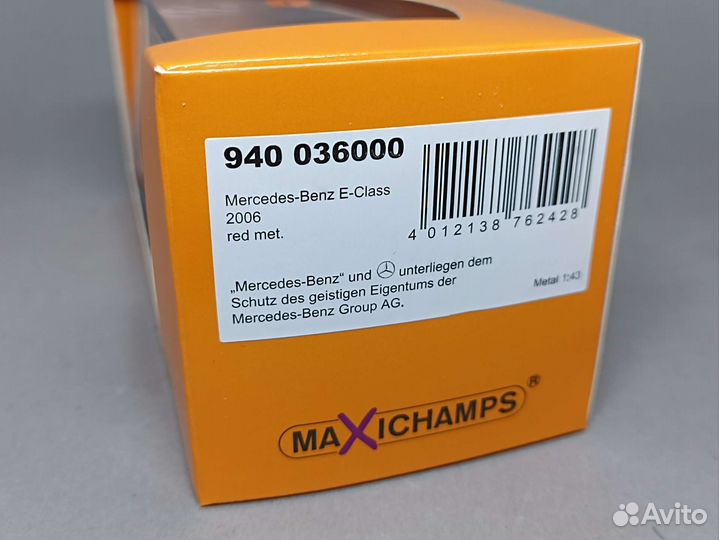 940 036000
Mercedes-Benz E-Class
2006
red met.
4 012138 762428
„Mercedes-Benz“ und unterliegen dem
Schutz des geistigen Eigentums der
Mercedes-Benz Group AG.
Metal 1:43
MAXICHAMPS®
Avito